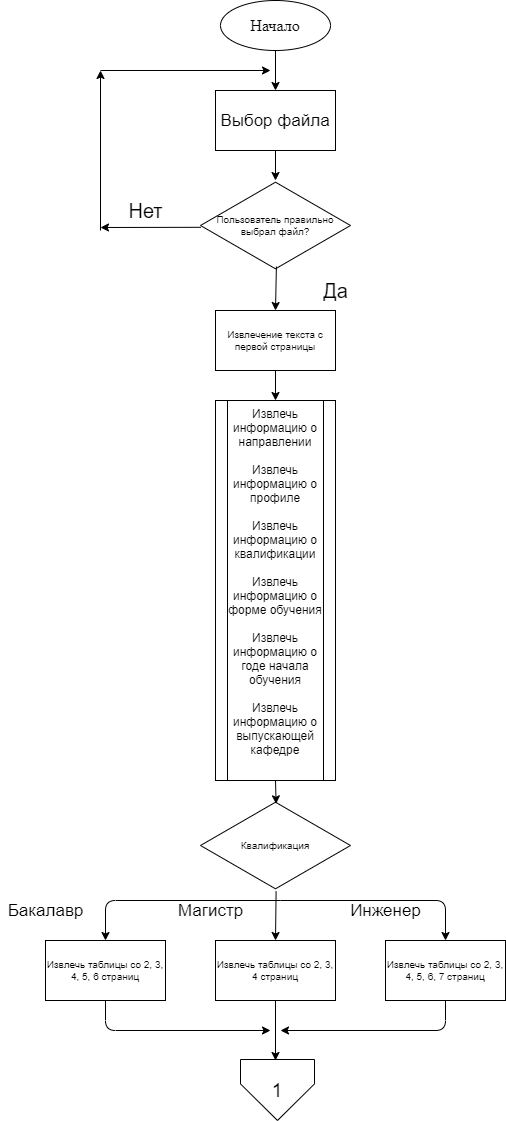 Начало
Выбор файла
Нет
Пользователь правильно
выбрал файл?
Да
Извлечение текста с
первой страницы
Извлечь
информацию о
направлении
Извлечь
информацию о
профиле
Извлечь
информацию о
квалификации
Извлечь
информацию о
форме обучения
Извлечь
информацию о
годе начала
обучения
Извлечь
информацию о
выпускающей
кафедре
Квалификация
Бакалавр
Магистр
Инженер
Извлечь таблицы со 2, 3,
4, 5, 6 страниц
Извлечь таблицы со 2, 3,
4 страниц
Извлечь таблицы со 2, 3,
4, 5, 6, 7 страниц
1